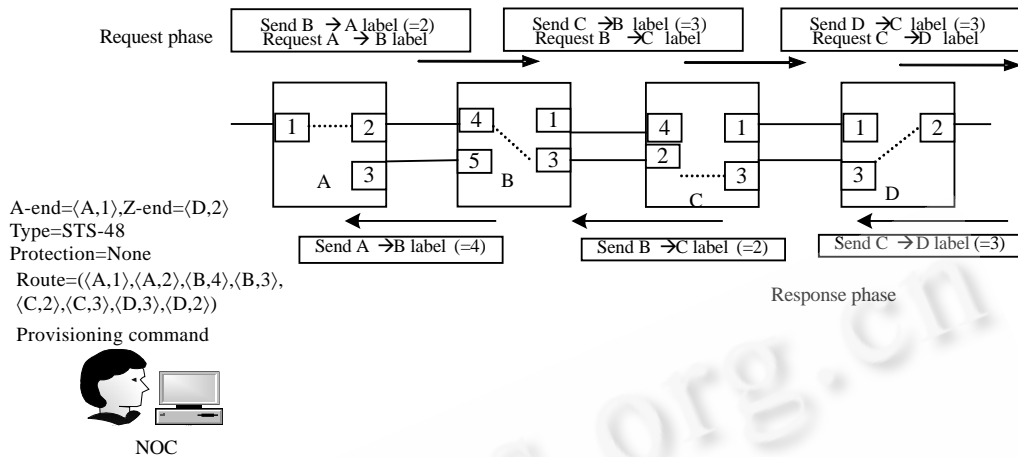 Request phase
Send B →A label (=2)
Request A →B label
Send C →B label (=3)
Request B →C label
Send D →C label (=3)
Request C →D label
1
2
3
A
4
5
1
3
B
4
2
1
3
C
1
3
2
D
Send A →B label (=4)
Send B →C label (=2)
Send C →D label (=3)
Response phase
A-end=⟨A,1⟩,Z-end=⟨D,2⟩
Type=STS-48
Protection=None
Route=(⟨A,1⟩,⟨A,2⟩,⟨B,4⟩,⟨B,3⟩,
⟨C,2⟩,⟨C,3⟩,⟨D,3⟩,⟨D,2⟩)
Provisioning command
NOC
.org.cn